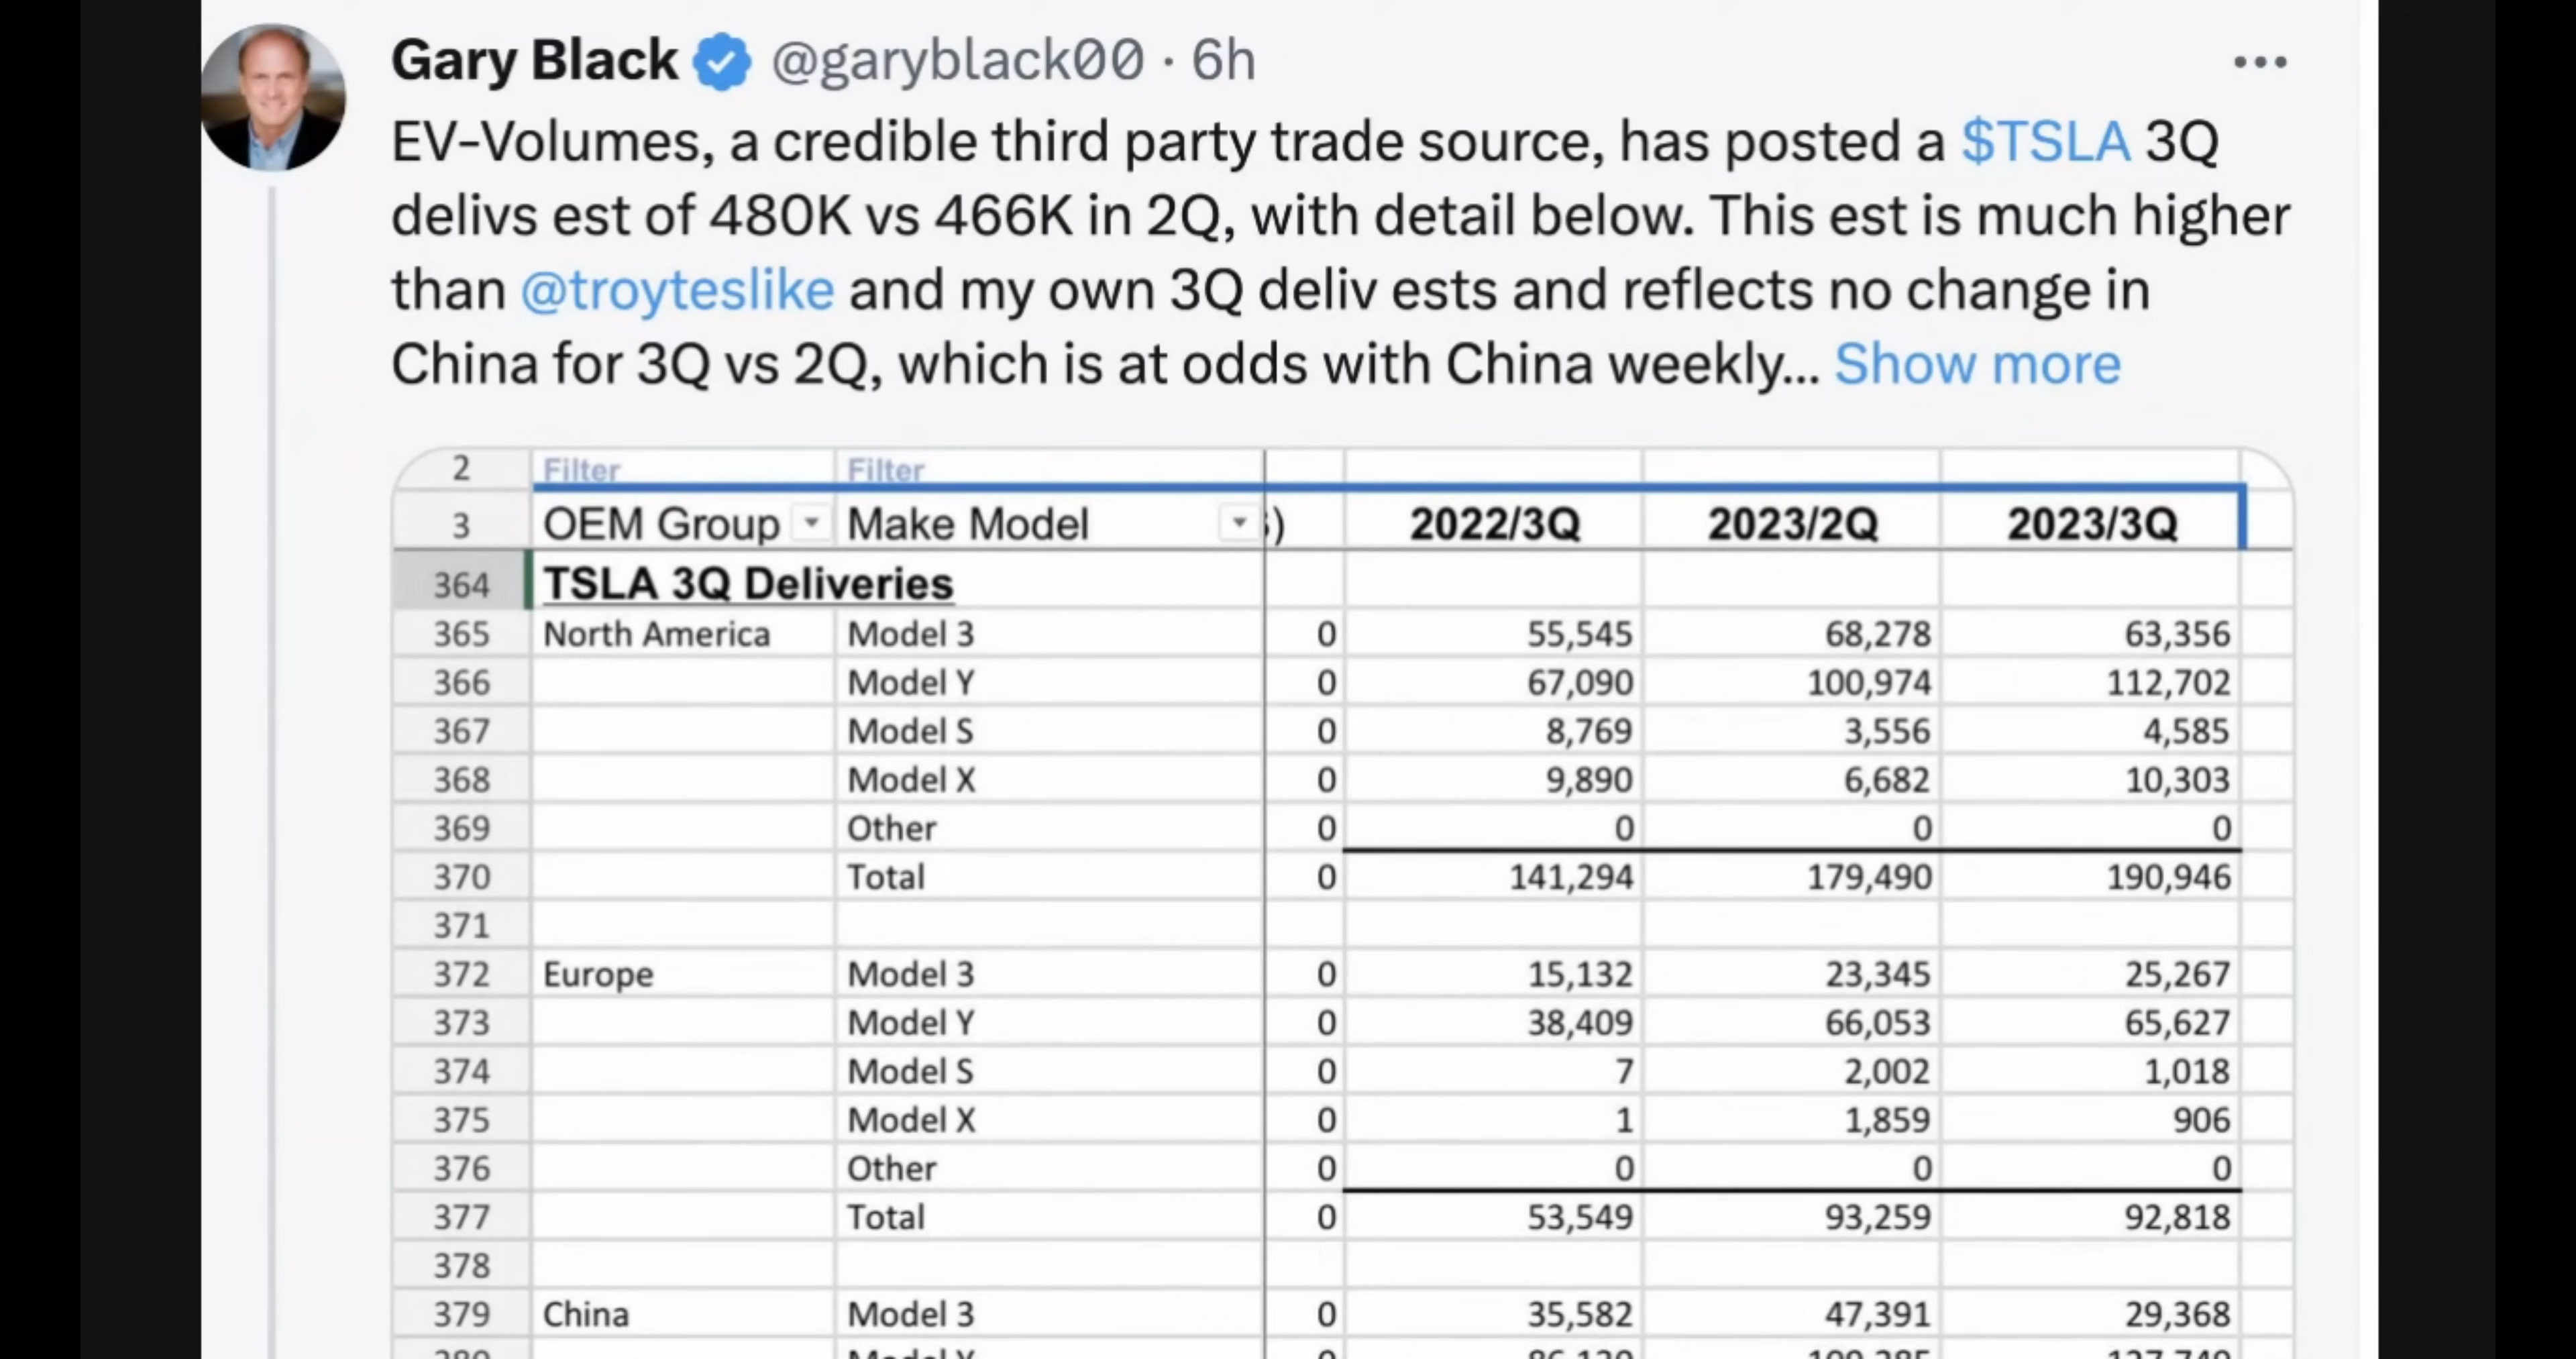 Gary Black @garyblack00 · 6h
EV-Volumes, a credible third party trade source, has posted a $TSLA 3Q
delivs est of 480K vs 466K in 2Q, with detail below. This est is much higher
than @troyteslike and my own 3Q deliv ests and reflects no change in
China for 3Q vs 2Q, which is at odds with China weekly... Show more
2 Filter Filter
3 OEM Group Make Model ) 2022/3Q 2023/2Q 2023/3Q
364 TSLA 3Q Deliveries
365 North America Model 3 0 55,545 68,278 63,356
366 Model Y 0 67,090 100,974 112,702
367 Model S 0 8,769 3,556 4,585
368 Model X 0 9,890 6,682 10,303
369 Other 0 0 0 0
370 Total 0 141,294 179,490 190,946
371
372 Europe Model 3 0 15,132 23,345 25,267
373 Model Y 0 38,409 66,053 65,627
374 Model S 0 7 2,002 1,018
375 Model X 0 1 1,859 906
376 Other 0 0 0 0
377 Total 0 53,549 93,259 92,818
378
379 China Model 3 0 35,582 47,391 29,368